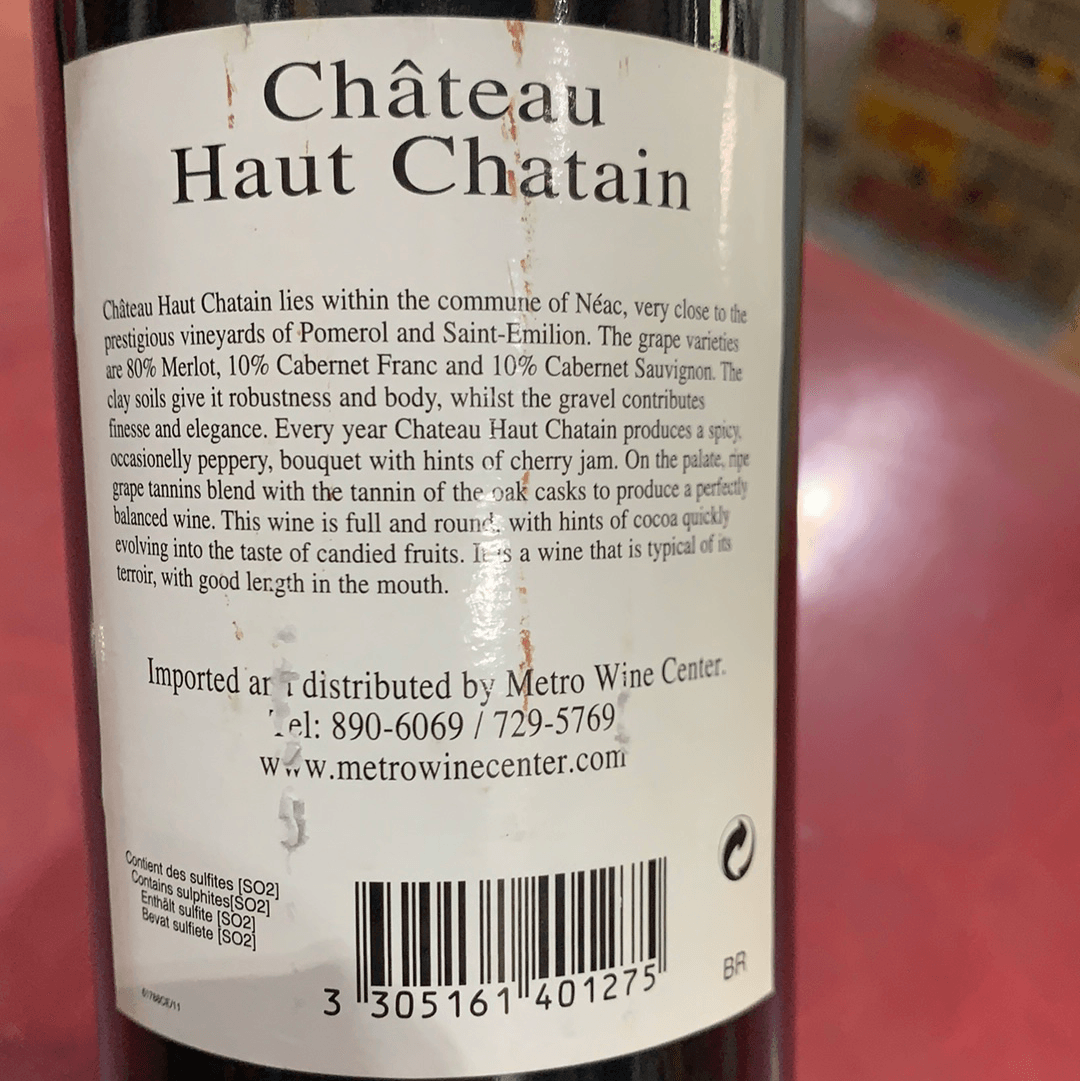 Château
Haut Chatain
Château Haut Chatain lies within the commune of Néac, very close to the
prestigious vineyards of Pomerol and Saint-Emilion. The grape varieties
are 80% Merlot, 10% Cabernet Franc and 10% Cabernet Sauvignon. The
clay soils give it robustness and body, whilst the gravel contributes
finesse and elegance. Every year Chateau Haut Chatain produces a spicy,
occasionelly peppery, bouquet with hints of cherry jam. On the palate, ripe
grape tannins blend with the tannin of the oak casks to produce a perfectly
balanced wine. This wine is full and round, with hints of cocoa quickly
evolving into the taste of candied fruits. It is a wine that is typical of its
terroir, with good length in the mouth.
Imported and distributed by Metro Wine Center.
Tel: 890-6069 / 729-5769
www.metrowinecenter.com
Contient des sulfites [SO2]
Contains sulphites[SO2]
Enthält sulfite [SO2]
Bevat sulfiete [SO2]
3 305161 401275
BR